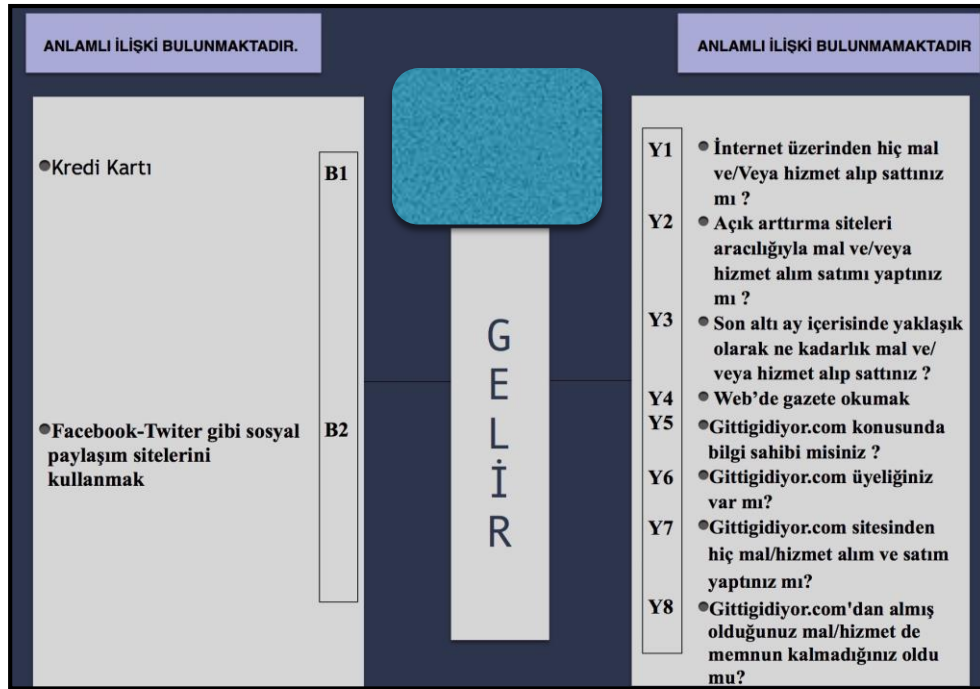 ANLAMLI İLİŞKİ BULUNMAKTADIR.
Kredi Kartı
B1
Facebook-Twiter gibi sosyal
paylaşım sitelerini
kullanmak
B2
G
E
L
İ
R
ANLAMLI İLİŞKİ BULUNMAMAKTADIR
Y1 İnternet üzerinden hiç mal
ve/Veya hizmet alıp sattınız
mı ?
Y2 Açık arttırma siteleri
aracılığıyla mal ve/veya
hizmet alım satımı yaptınız
mı ?
Y3 Son altı ay içerisinde yaklaşık
olarak ne kadarlık mal ve/
veya hizmet alıp sattınız ?
Y4 Web’de gazete okumak
Y5 Gittigidiyor.com konusunda
bilgi sahibi misiniz ?
Y6 Gittigidiyor.com üyeliğiniz
var mı?
Y7 Gittigidiyor.com sitesinden
hiç mal/hizmet alım ve satım
yaptınız mı?
Y8 Gittigidiyor.com'dan almış
olduğunuz mal/hizmet de
memnun kalmadığınız oldu
mu?